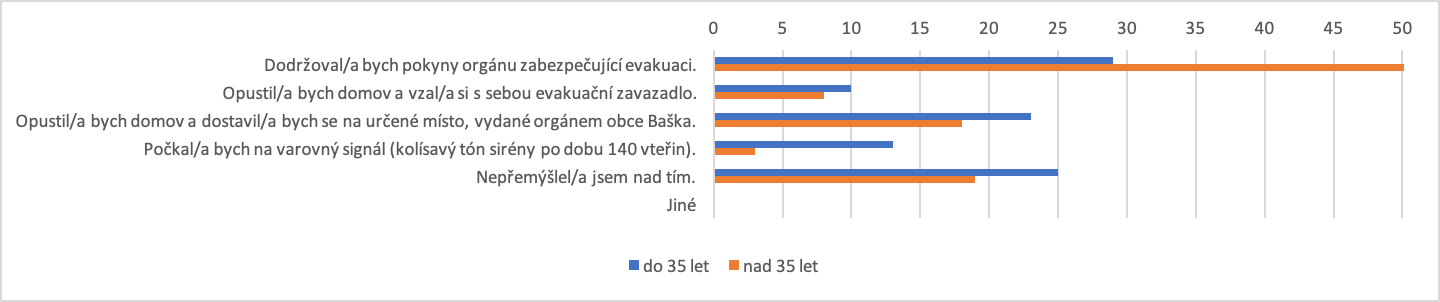 0 5 10 15 20 25 30 35 40 45 50
Dodržoval/a bych pokyny orgánu zabezpečující evakuaci.
Opustil/a bych domov a vzal/a si s sebou evakuační zavazadlo.
Opustil/a bych domov a dostavil/a bych se na určené místo, vydané orgánem obce Baška.
Počkal/a bych na varovný signál (kolísavý tón sirény po dobu 140 vteřin).
Nepřemýšlel/a jsem nad tím.
Jiné
do 35 let nad 35 let